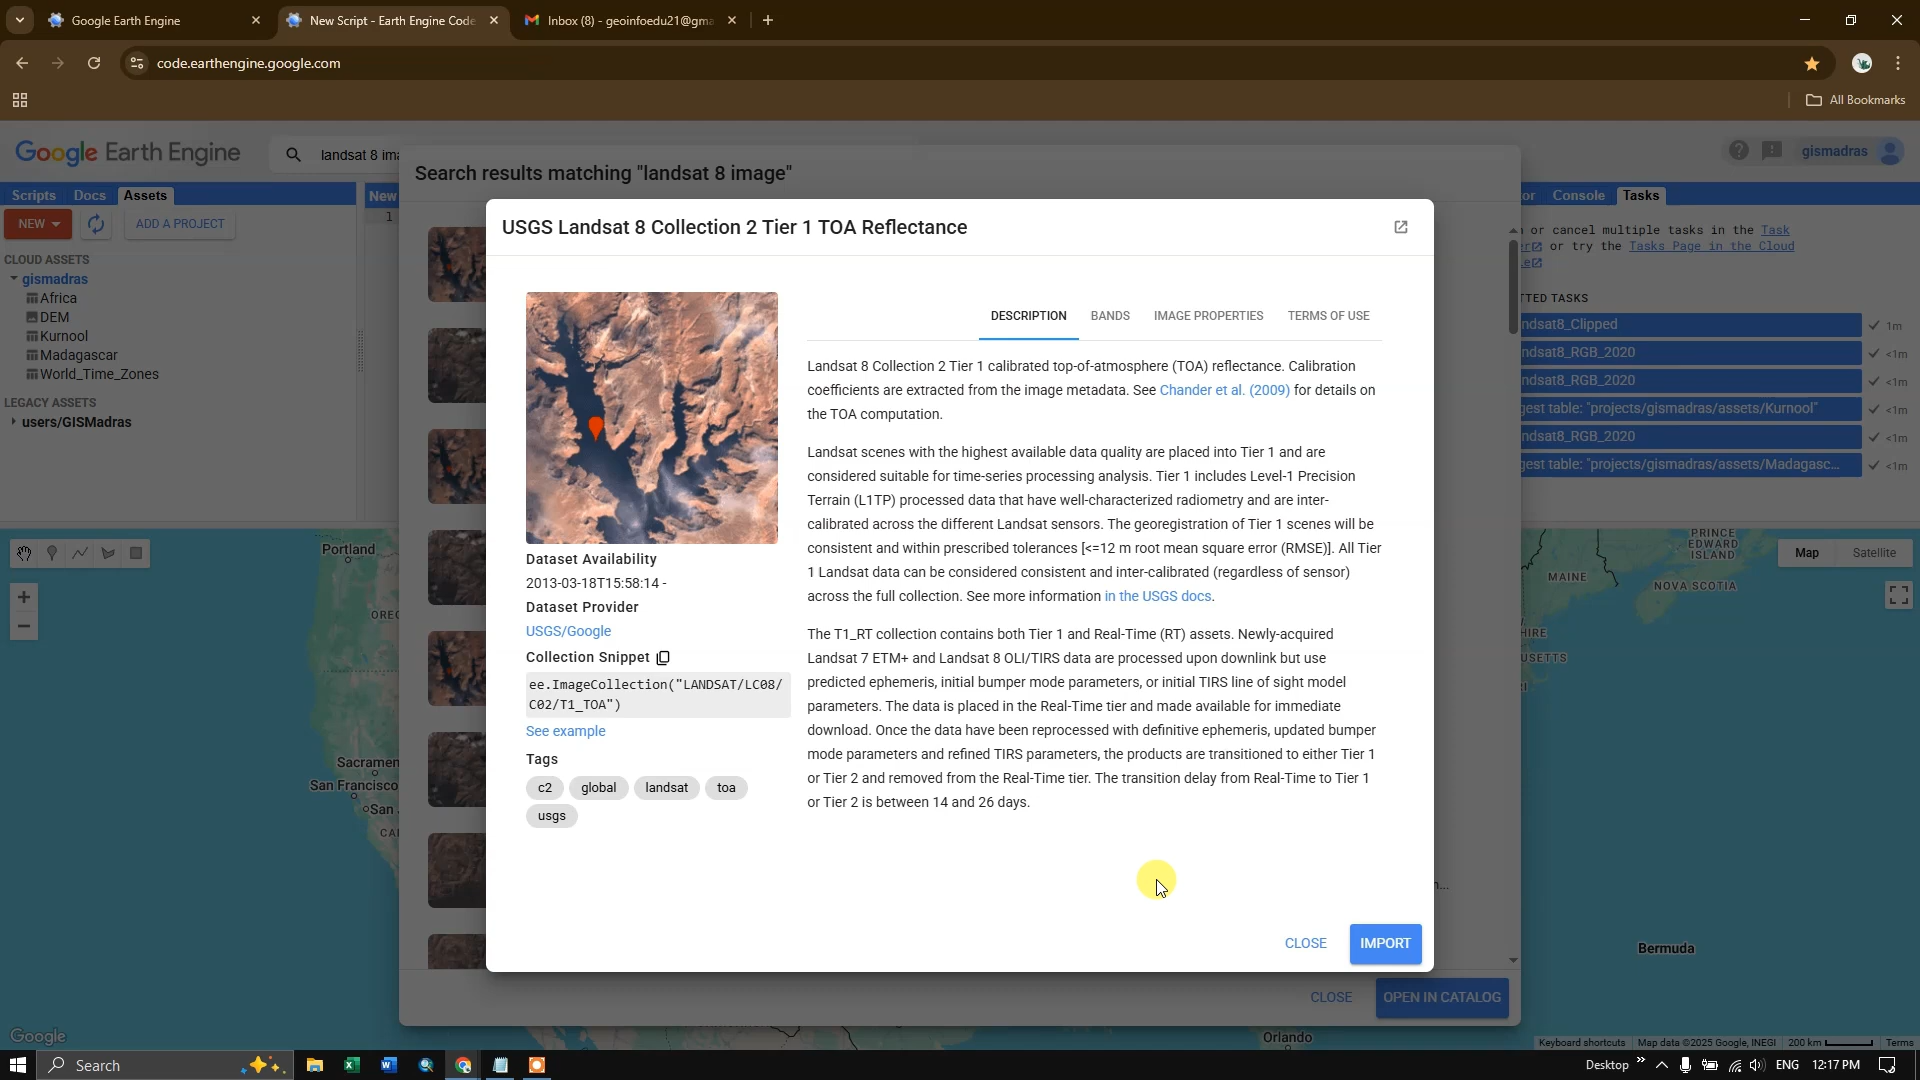 Google Earth Engine
New Script - Earth Engine Code
Inbox (8) - geoinfoedu21@gma
code.earthengine.google.com
All Bookmarks
Google Earth Engine
landsat 8 ima
gismadras
Search results matching "landsat 8 image"
Scripts
Docs
Assets
New
Console
Tasks
NEW
ADD A PROJECT
1
CLOUD ASSETS
gismadras
Africa
DEM
Kurnool
Madagascar
World_Time_Zones
LEGACY ASSETS
users/GISMadras
or cancel multiple tasks in the Task
or try the Tasks Page in the Cloud
TTED TASKS
ndsat8_Clipped
1m
ndsat8_RGB_2020
<1m
ndsat8_RGB_2020
<1m
gest table: "projects/gismadras/assets/Kurnool"
<1m
ndsat8_RGB_2020
<1m
gest table: "projects/gismadras/assets/Madagasc...
<1m
USGS Landsat 8 Collection 2 Tier 1 TOA Reflectance
DESCRIPTION
BANDS
IMAGE PROPERTIES
TERMS OF USE
Landsat 8 Collection 2 Tier 1 calibrated top-of-atmosphere (TOA) reflectance. Calibration
coefficients are extracted from the image metadata. See Chander et al. (2009) for details on
the TOA computation.
Landsat scenes with the highest available data quality are placed into Tier 1 and are
considered suitable for time-series processing analysis. Tier 1 includes Level-1 Precision
Terrain (L1TP) processed data that have well-characterized radiometry and are inter-
calibrated across the different Landsat sensors. The georegistration of Tier 1 scenes will be
consistent and within prescribed tolerances [<=12 m root mean square error (RMSE)]. All Tier
1 Landsat data can be considered consistent and inter-calibrated (regardless of sensor)
across the full collection. See more information in the USGS docs.
The T1_RT collection contains both Tier 1 and Real-Time (RT) assets. Newly-acquired
Landsat 7 ETM+ and Landsat 8 OLI/TIRS data are processed upon downlink but use
predicted ephemeris, initial bumper mode parameters, or initial TIRS line of sight model
parameters. The data is placed in the Real-Time tier and made available for immediate
download. Once the data have been reprocessed with definitive ephemeris, updated bumper
mode parameters and refined TIRS parameters, the products are transitioned to either Tier 1
or Tier 2 and removed from the Real-Time tier. The transition delay from Real-Time to Tier 1
or Tier 2 is between 14 and 26 days.
Dataset Availability
2013-03-18T15:58:14 -
Dataset Provider
USGS/Google
Collection Snippet
ee.ImageCollection("LANDSAT/LC08/
C02/T1_TOA")
See example
Tags
c2
global
landsat
toa
usgs
CLOSE
IMPORT
CLOSE
OPEN IN CATALOG
Portland
OREG
Sacramen
San Francisco
San
CAL
PRINCE
EDWARD
ISLAND
MAINE
NOVA SCOTIA
HIRE
USETTS
Map
Satellite
Bermuda
Orlando
Google
Keyboard shortcuts
Map data ©2025 Google, INEGI
200 km
Terms
Search
Desktop
ENG
12:17 PM